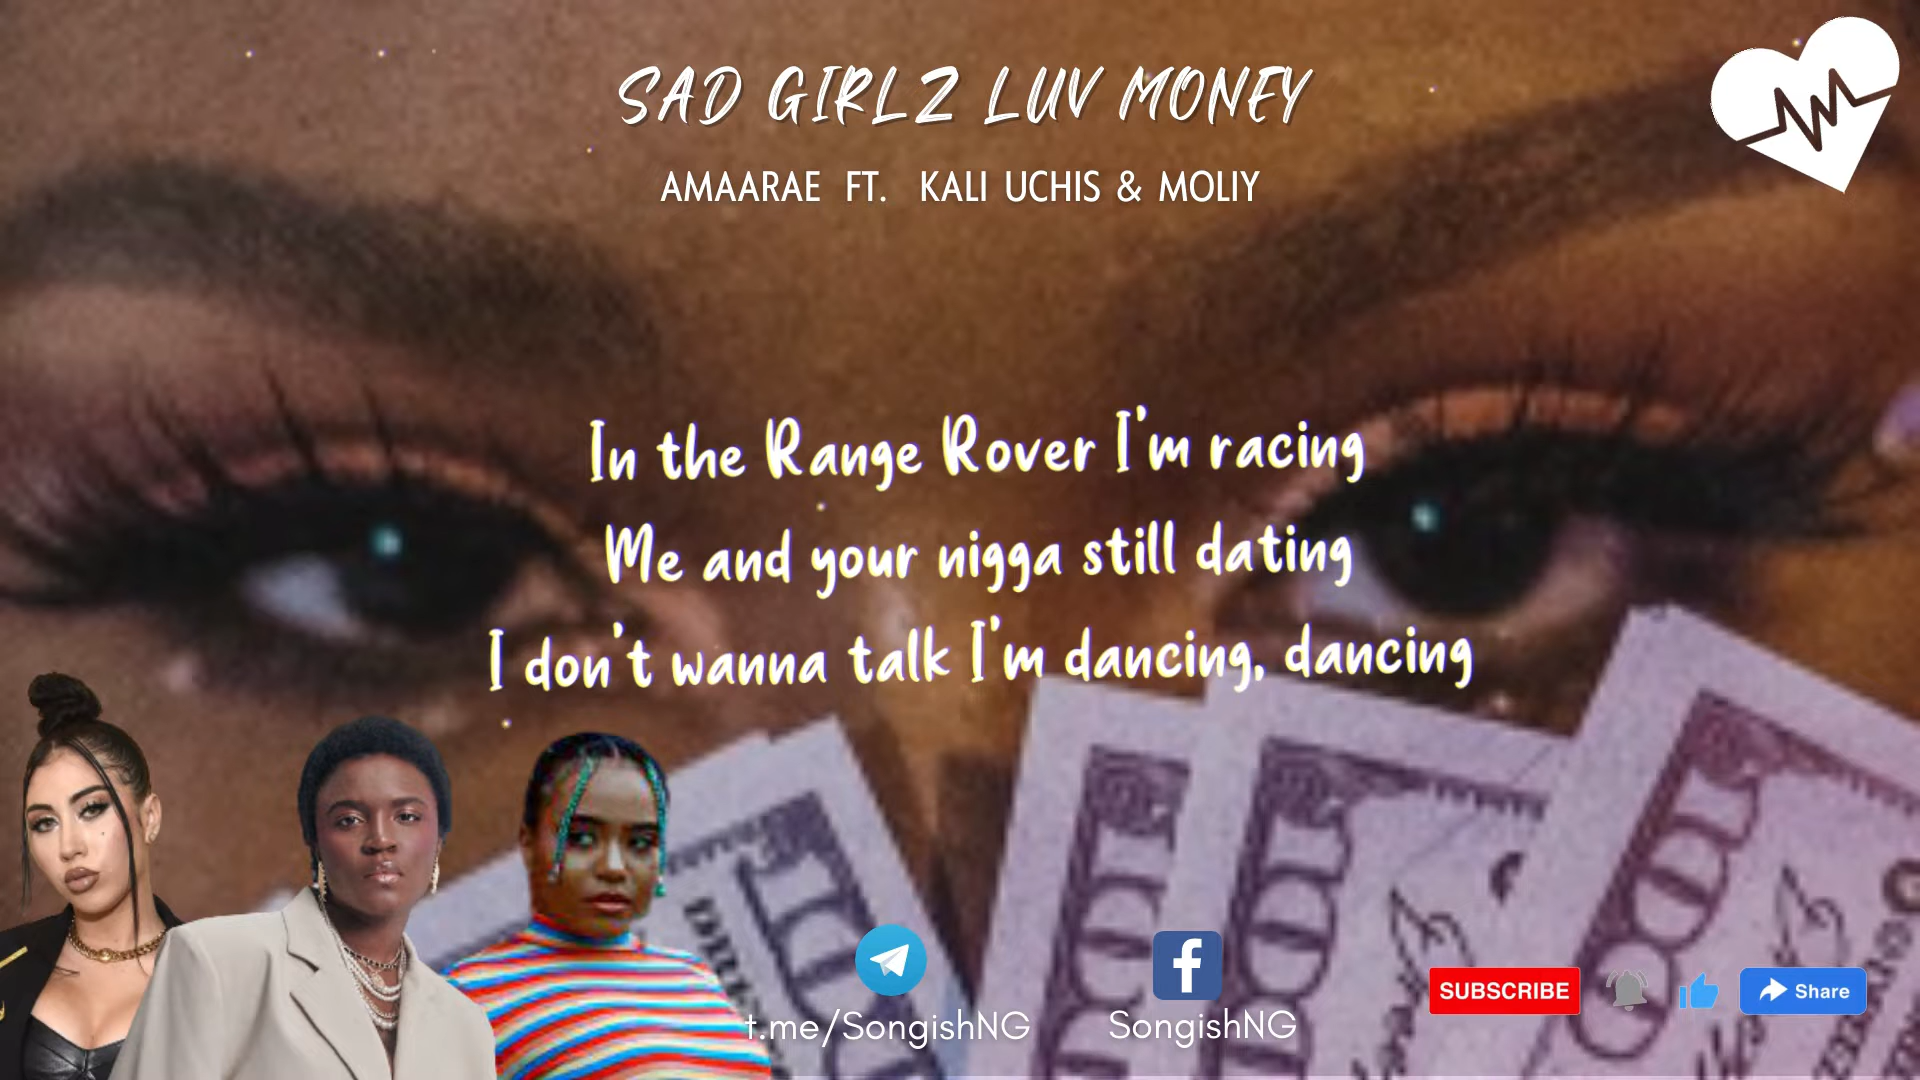 SAD GIRLZ LUV MONEY
AMAARAE FT. KALI UCHIS & MOLIY
In the Range Rover I'm racing
Me and your nigga still dating
I don't wanna talk I'm dancing, dancing
t.me/SongishNG
SongishNG
SUBSCRIBE
Share